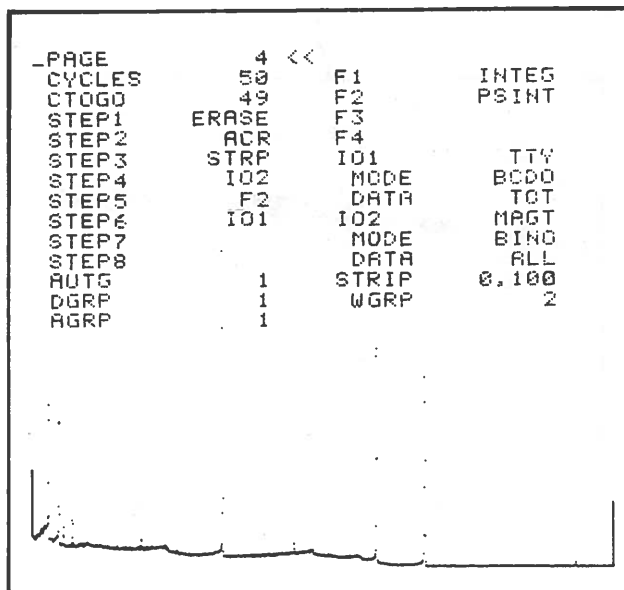 _PAGE 4 <<
CYCLES 50 F1 INTEG
CTOGO 49 F2 PSINT
STEP1 ERASE F3
STEP2 ACR F4
STEP3 STRP IO1 TTY
STEP4 IO2 MODE BCDO
STEP5 F2 DATA TOT
STEP6 IO1 IO2 MAGT
STEP7 MODE BINO
STEP8 DATA ALL
AUTG 1 STRIP 0,100
DGRP 1 WGRP 2
AGRP 1